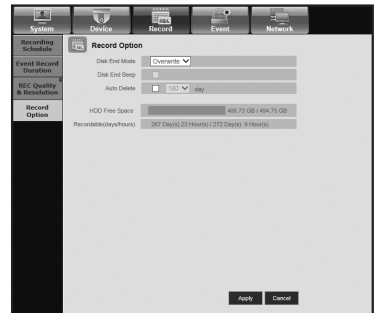 System Device Record Event Network
Recording
Schedule
Event Record
Duration
REC Quality
& Resolution
Record
Option
REC
Record Option
Disk End Mode Overwrite
Disk End Beep
Auto Delete 180 day
HDD Free Space 486.73 GB / 494.75 GB
Recordable(days/hours) 267 Day(s) 23 Hour(s) / 272 Day(s) 9 Hour(s)
Apply Cancel